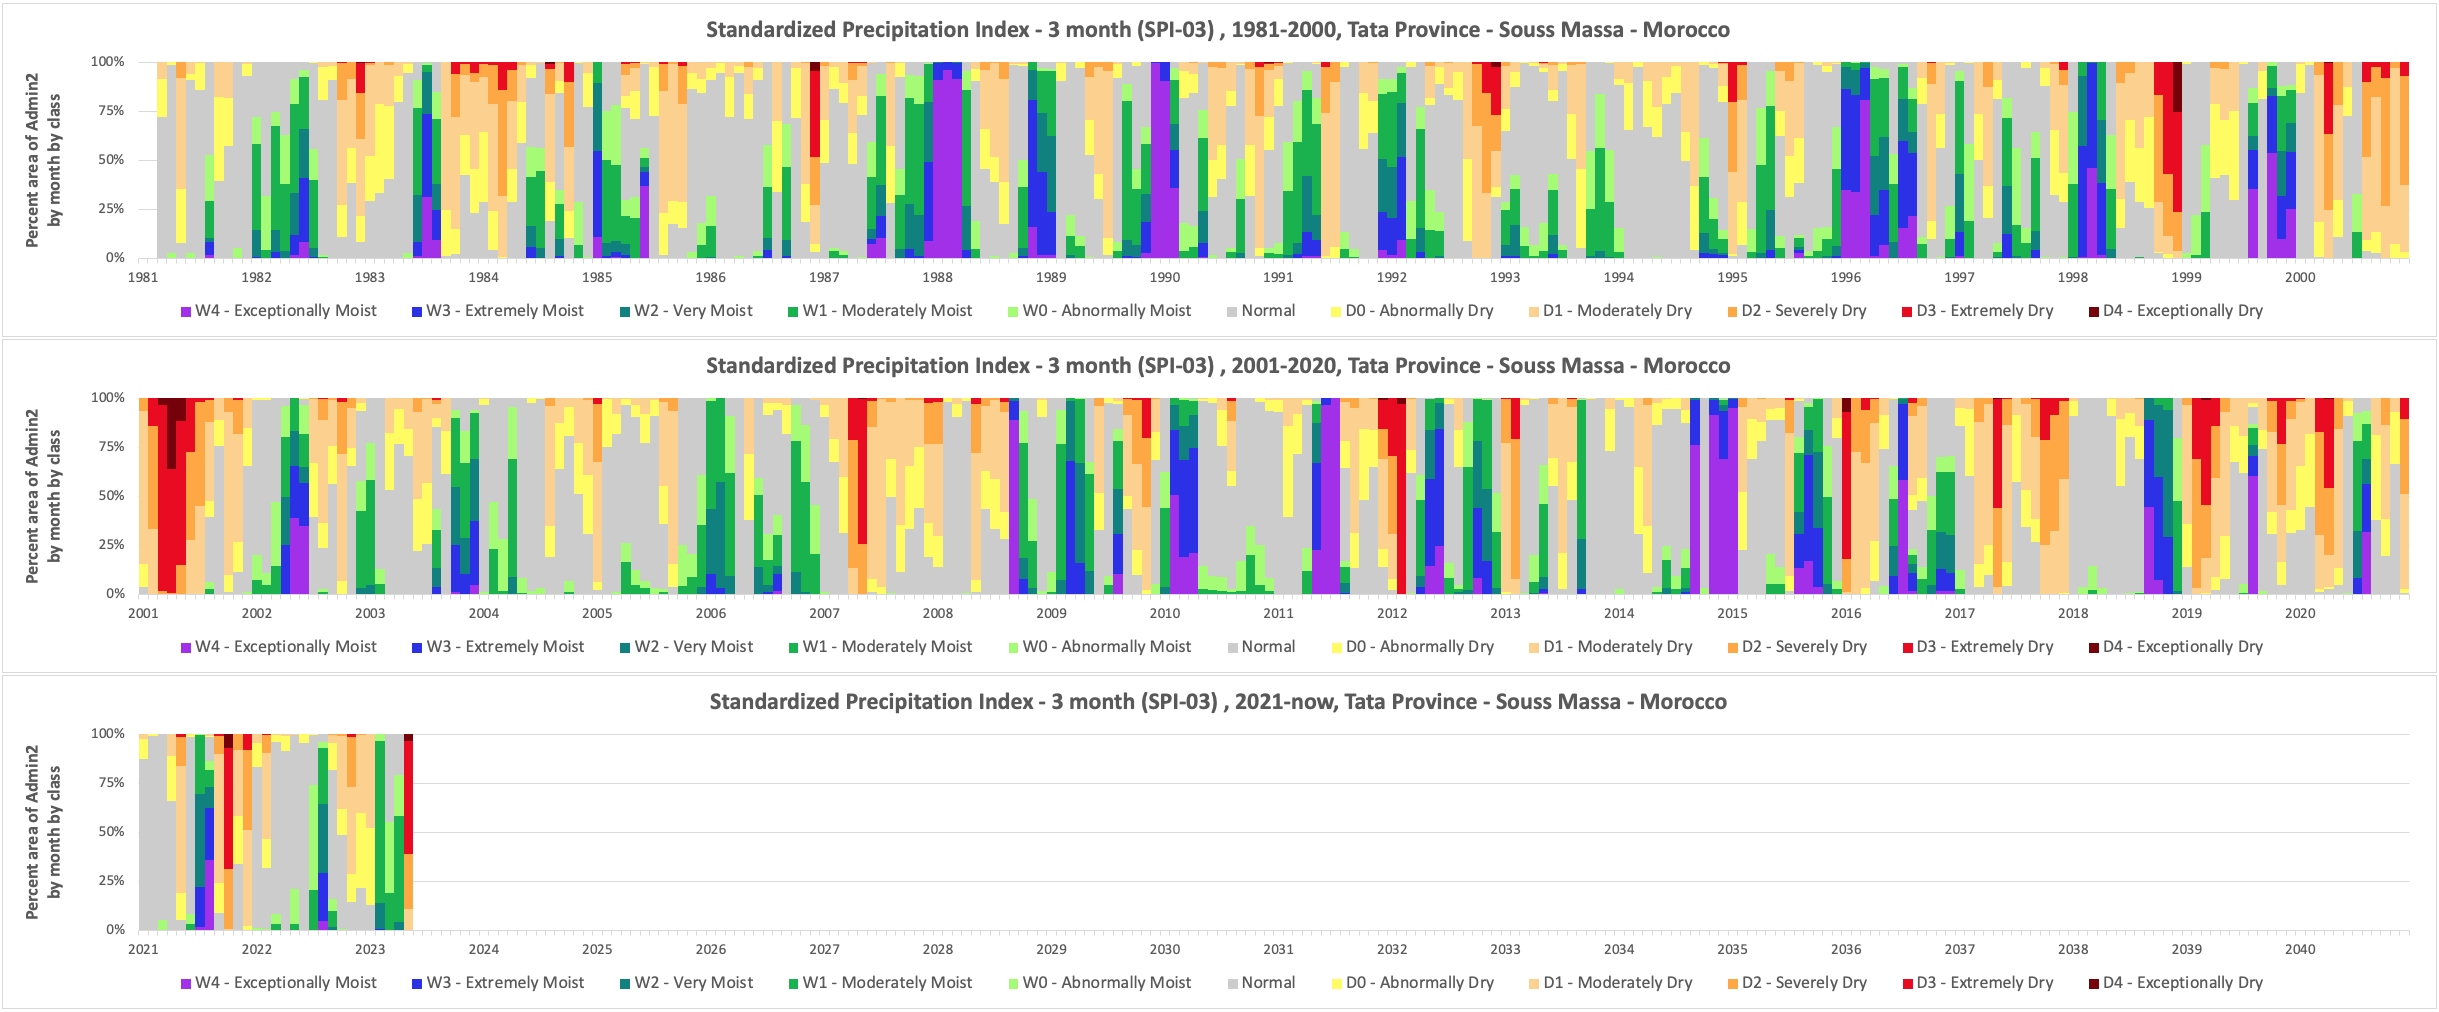 Standardized Precipitation Index - 3 month (SPI-03) , 1981-2000, Tata Province - Souss Massa - Morocco
Percent area of Admin2
by month by class
100%
75%
50%
25%
0%
1981 1982 1983 1984 1985 1986 1987 1988 1989 1990 1991 1992 1993 1994 1995 1996 1997 1998 1999 2000
W4 - Exceptionally Moist W3 - Extremely Moist W2 - Very Moist W1 - Moderately Moist W0 - Abnormally Moist Normal D0 - Abnormally Dry D1 - Moderately Dry D2 - Severely Dry D3 - Extremely Dry D4 - Exceptionally Dry
Standardized Precipitation Index - 3 month (SPI-03) , 2001-2020, Tata Province - Souss Massa - Morocco
Percent area of Admin2
by month by class
100%
75%
50%
25%
0%
2001 2002 2003 2004 2005 2006 2007 2008 2009 2010 2011 2012 2013 2014 2015 2016 2017 2018 2019 2020
W4 - Exceptionally Moist W3 - Extremely Moist W2 - Very Moist W1 - Moderately Moist W0 - Abnormally Moist Normal D0 - Abnormally Dry D1 - Moderately Dry D2 - Severely Dry D3 - Extremely Dry D4 - Exceptionally Dry
Standardized Precipitation Index - 3 month (SPI-03) , 2021-now, Tata Province - Souss Massa - Morocco
Percent area of Admin2
by month by class
100%
75%
50%
25%
0%
2021 2022 2023 2024 2025 2026 2027 2028 2029 2030 2031 2032 2033 2034 2035 2036 2037 2038 2039 2040
W4 - Exceptionally Moist W3 - Extremely Moist W2 - Very Moist W1 - Moderately Moist W0 - Abnormally Moist Normal D0 - Abnormally Dry D1 - Moderately Dry D2 - Severely Dry D3 - Extremely Dry D4 - Exceptionally Dry